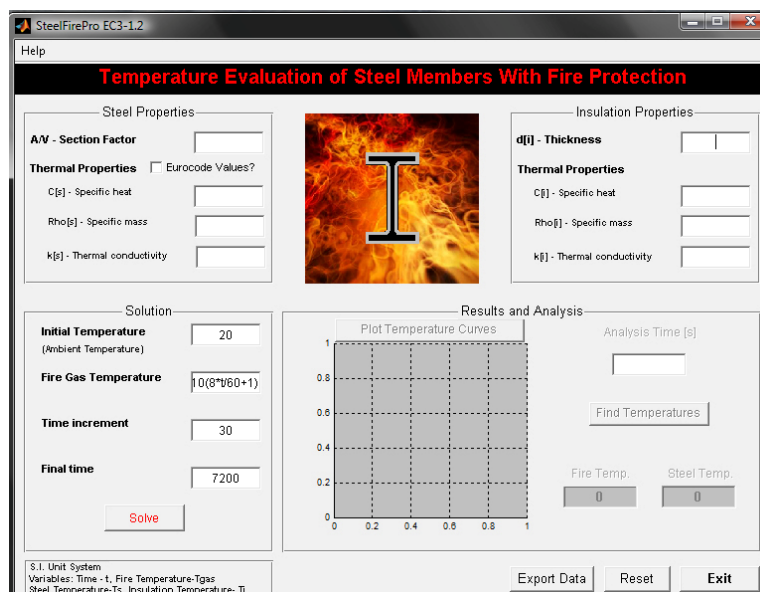 SteelFirePro EC3-1.2
Help
Temperature Evaluation of Steel Members With Fire Protection
Steel Properties
A/V - Section Factor
Thermal Properties Eurocode Values?
C[s] - Specific heat
Rho[s] - Specific mass
k[s] - Thermal conductivity
Insulation Properties
d[i] - Thickness
Thermal Properties
C[i] - Specific heat
Rho[i] - Specific mass
k[i] - Thermal conductivity
Solution
Initial Temperature 20
(Ambient Temperature)
Fire Gas Temperature 10(8*t/60+1)
Time increment 30
Final time 7200
Solve
Results and Analysis
Plot Temperature Curves
1
0.8
0.6
0.4
0.2
0
0 0.2 0.4 0.6 0.8 1
Analysis Time [s]
Find Temperatures
Fire Temp. Steel Temp.
0 0
S.I. Unit System
Variables: Time - t, Fire Temperature-Tgas
Steel Temperature-Ts, Insulation Temperature- Ti
Export Data Reset Exit